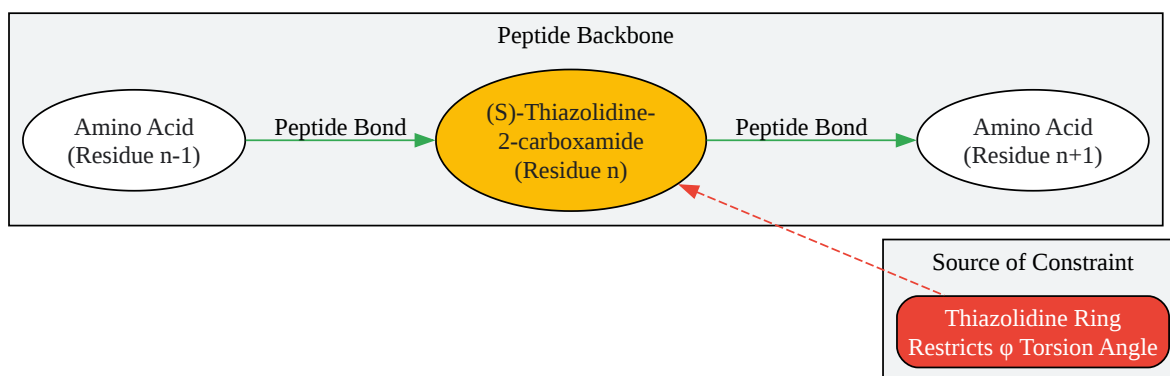 Peptide Backbone
Amino Acid
(Residue n-1)
Peptide Bond
(S)-Thiazolidine-
2-carboxamide
(Residue n)
Peptide Bond
Amino Acid
(Residue n+1)
Source of Constraint
Thiazolidine Ring
Restricts φ Torsion Angle